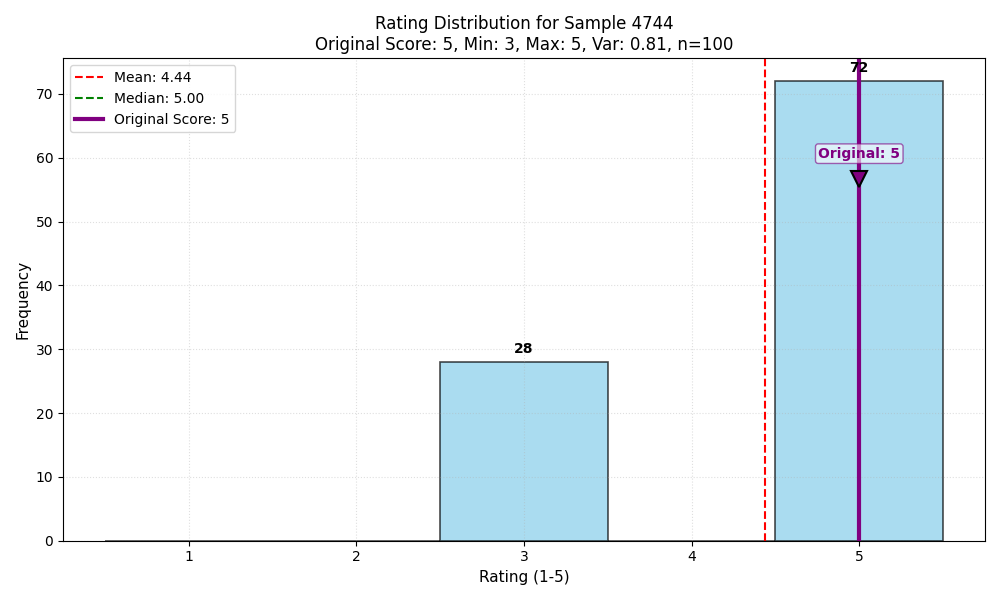 Rating Distribution for Sample 4744
Original Score: 5, Min: 3, Max: 5, Var: 0.81, n=100
Mean: 4.44
Median: 5.00
Original Score: 5
72
Original: 5
28
Frequency
70
60
50
40
30
20
10
0
1 2 3 4 5
Rating (1-5)